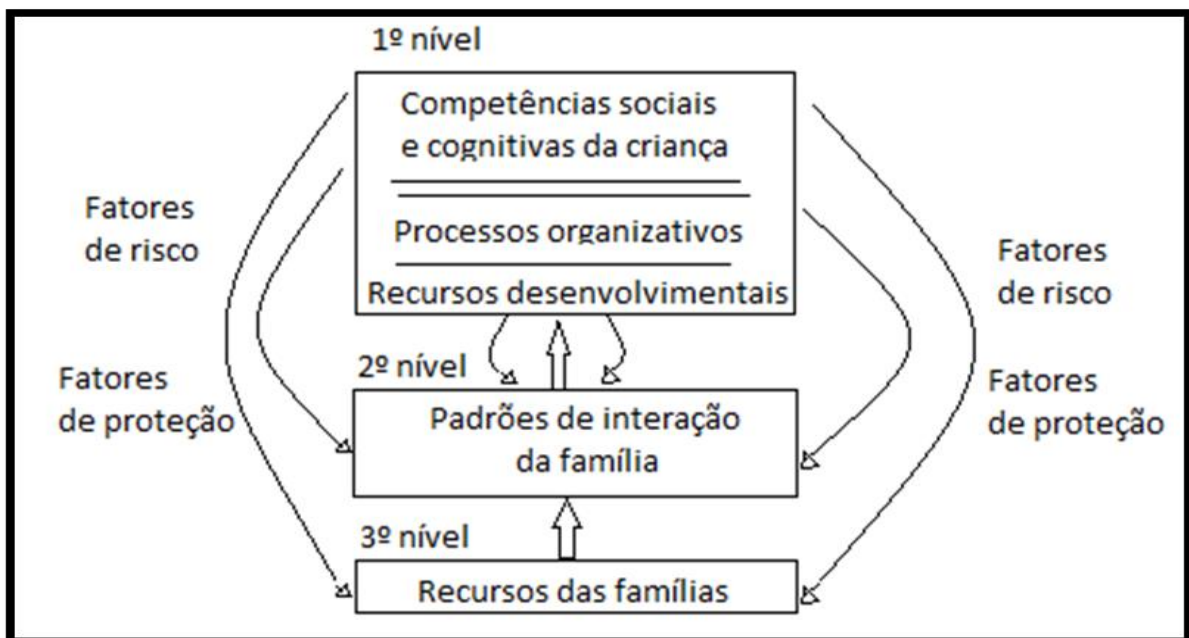 1º nível
Competências sociais
e cognitivas da criança
Processos organizativos
Recursos desenvolvimentais
Fatores
de risco
Fatores
de risco
2º nível
Fatores
de proteção
Fatores
de proteção
Padrões de interação
da família
3º nível
Recursos das famílias